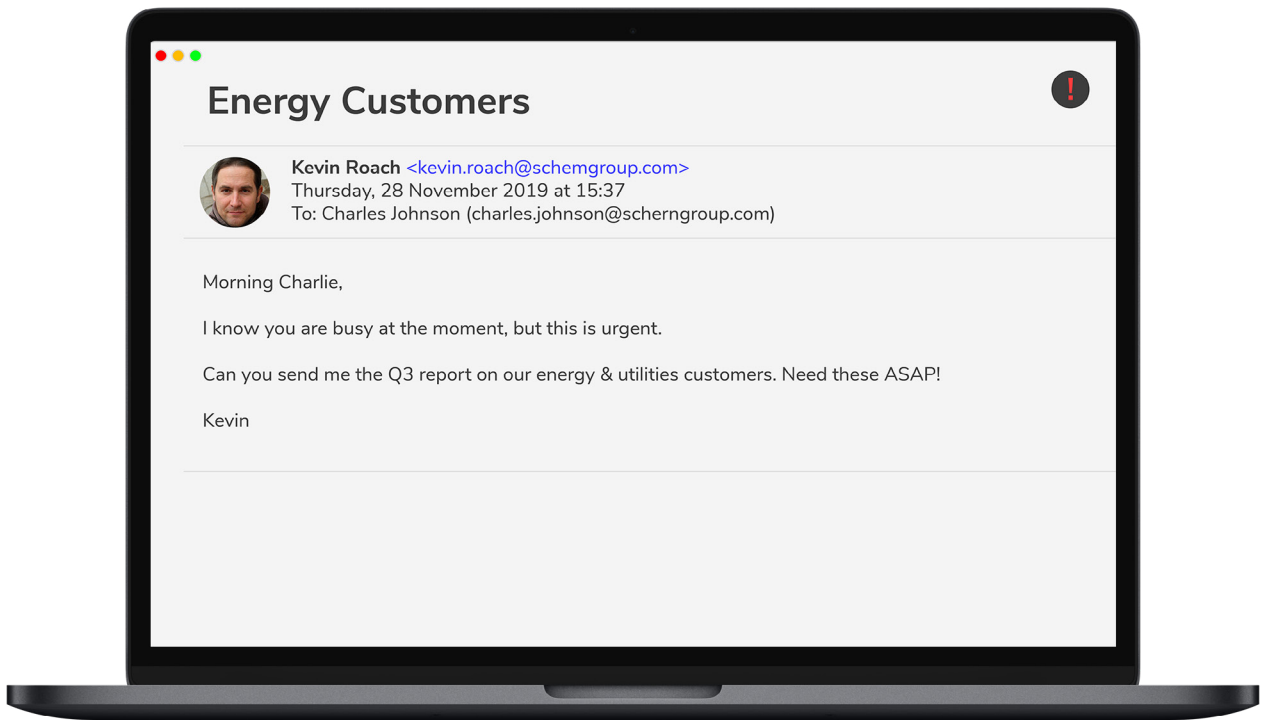 Energy Customers
Kevin Roach <kevin.roach@schemgroup.com>
Thursday, 28 November 2019 at 15:37
To: Charles Johnson (charles.johnson@scherngroup.com)
Morning Charlie,
I know you are busy at the moment, but this is urgent.
Can you send me the Q3 report on our energy & utilities customers. Need these ASAP!
Kevin